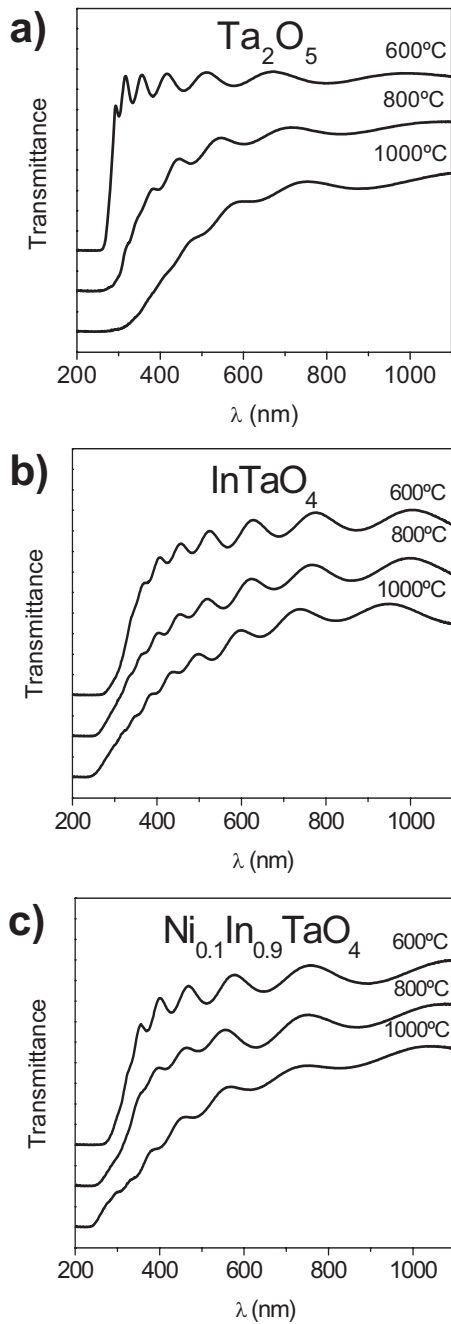 a)
Ta₂O₅
600ºC
800ºC
1000ºC
Transmittance
200 400 600 800 1000
λ (nm)
b)
InTaO₄
600ºC
800ºC
1000ºC
Transmittance
200 400 600 800 1000
λ (nm)
c)
Ni₀.₁In₀.₉TaO₄
600ºC
800ºC
1000ºC
Transmittance
200 400 600 800 1000
λ (nm)